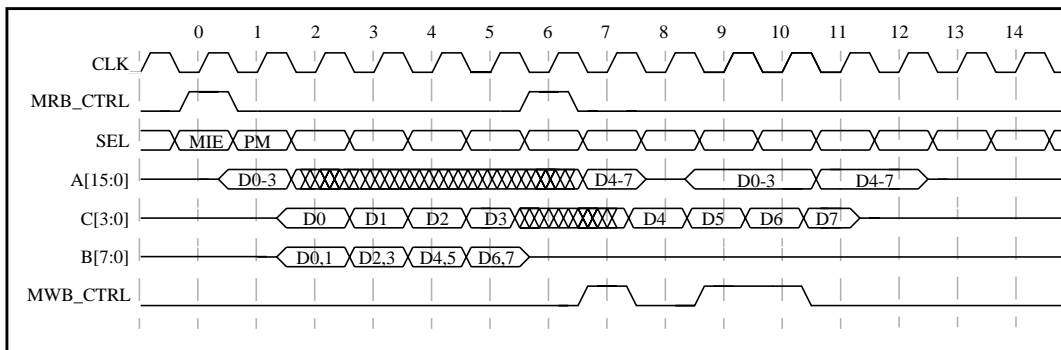 0 1 2 3 4 5 6 7 8 9 10 11 12 13 14
CLK
MRB_CTRL
SEL MIE PM
A[15:0] D0-3 D4-7 D0-3 D4-7
C[3:0] D0 D1 D2 D3 D4 D5 D6 D7
B[7:0] D0,1 D2,3 D4,5 D6,7
MWB_CTRL